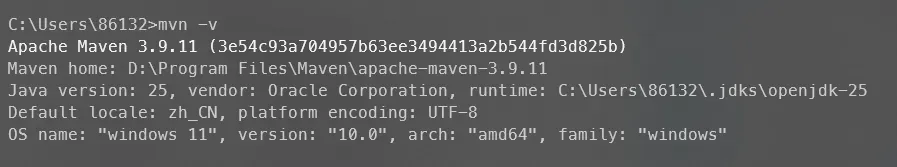 C:\Users\86132>mvn -v
Apache Maven 3.9.11 (3e54c93a704957b63ee3494413a2b544fd3d825b)
Maven home: D:\Program Files\Maven\apache-maven-3.9.11
Java version: 25, vendor: Oracle Corporation, runtime: C:\Users\86132\.jdks\openjdk-25
Default locale: zh_CN, platform encoding: UTF-8
OS name: "windows 11", version: "10.0", arch: "amd64", family: "windows"